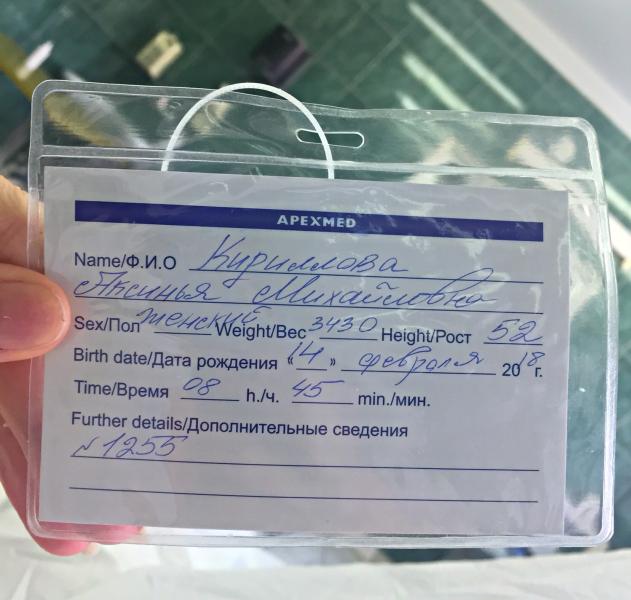 APEXMED
Name/Ф.И.О Кириллова
Аксинья Михайловна
Sex/Пол женский Weight/Вес 3430 Height/Рост 52
Birth date/Дата рождения "14" февраля 2018г.
Time/Время 08 h./ч. 45 min./мин.
Further details/Дополнительные сведения
№1255